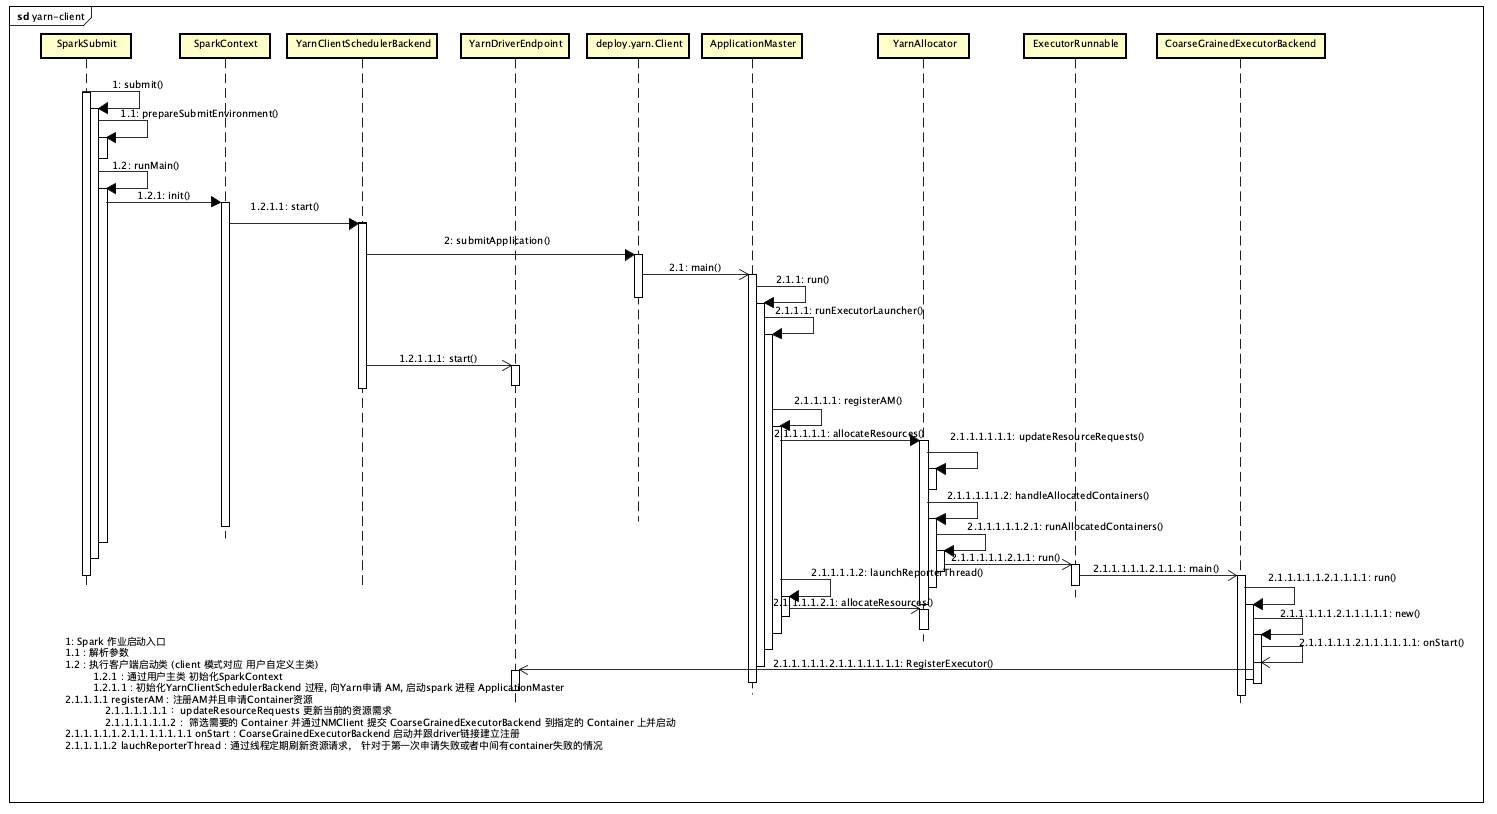 sd yarn-client
SparkSubmit
SparkContext
YarnClientSchedulerBackend
YarnDriverEndpoint
deploy.yarn.Client
ApplicationMaster
YarnAllocator
ExecutorRunnable
CoarseGrainedExecutorBackend
1: submit()
1.1: prepareSubmitEnvironment()
1.2: runMain()
1.2.1: init()
1.2.1.1: start()
2: submitApplication()
2.1: main()
2.1.1: run()
2.1.1.1: runExecutorLauncher()
1.2.1.1.1: start()
2.1.1.1.1: registerAM()
2.1.1.1.1.1: allocateResources()
2.1.1.1.1.1.1: updateResourceRequests()
2.1.1.1.1.1.2: handleAllocatedContainers()
2.1.1.1.1.1.2.1: runAllocatedContainers()
2.1.1.1.1.1.2.1.1: run()
2.1.1.1.1.1.2.1.1.1: main()
2.1.1.1.1.2: launchReporterThread()
2.1.1.1.1.1.2.1.1.1.1: run()
2.1.1.1.1.2.1: allocateResources()
2.1.1.1.1.1.2.1.1.1.1.1: new()
2.1.1.1.1.1.2.1.1.1.1.1.1: onStart()
2.1.1.1.1.1.2.1.1.1.1.1.1.1: RegisterExecutor()
1: Spark 作业启动入口
1.1 : 解析参数
1.2 : 执行客户端启动类 (client 模式对应 用户自定义主类)
1.2.1 : 通过用户主类 初始化SparkContext
1.2.1.1 : 初始化YarnClientSchedulerBackend 过程, 向Yarn申请 AM, 启动spark 进程 ApplicationMaster
2.1.1.1.1 registerAM : 注册AM并且申请Container资源
2.1.1.1.1.1.1 : updateResourceRequests 更新当前的资源需求
2.1.1.1.1.1.1.2 : 筛选需要的 Container 并通过NMClient 提交 CoarseGrainedExecutorBackend 到指定的 Container 上并启动
2.1.1.1.1.1.2.1.1.1.1.1.1.1 onStart : CoarseGrainedExecutorBackend 启动并跟driver链接建立注册
2.1.1.1.1.2 lauchReporterThread : 通过线程定期刷新资源请求， 针对于第一次申请失败或者中间有container失败的情况